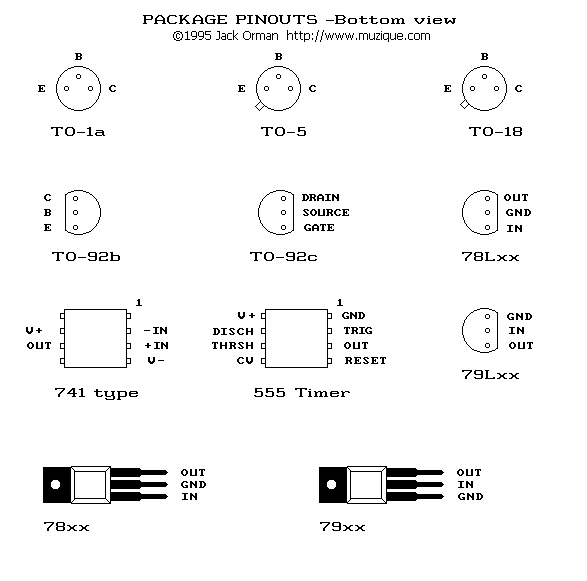 PACKAGE PINOUTS -Bottom view
©1995 Jack Orman http://www.muzique.com
B
E C
TO-1a
B
E C
TO-5
B
E C
TO-18
C
B
E
TO-92b
DRAIN
SOURCE
GATE
TO-92c
OUT
GND
IN
78Lxx
1
V+ -IN
OUT +IN
V-
741 type
1
V+ GND
DISCH TRIG
THRSH OUT
CV RESET
555 Timer
GND
IN
OUT
79Lxx
OUT
GND
IN
78xx
OUT
IN
GND
79xx